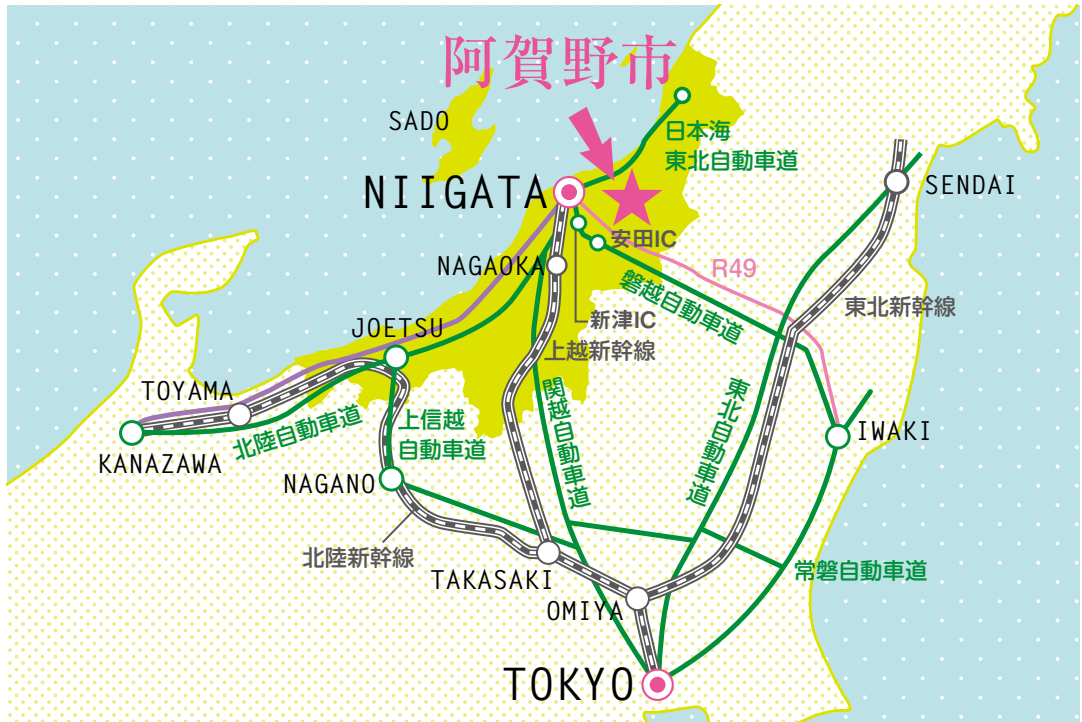 阿賀野市
SADO
日本海
東北自動車道
NIIGATA
SENDAI
安田IC
NAGAOKA
R49
磐越自動車道
東北新幹線
新津IC
JOETSU
上越新幹線
TOYAMA
関越自動車道
東北自動車道
北陸自動車道
上信越
自動車道
IWAKI
KANAZAWA
NAGANO
北陸新幹線
TAKASAKI
常磐自動車道
OMIYA
TOKYO